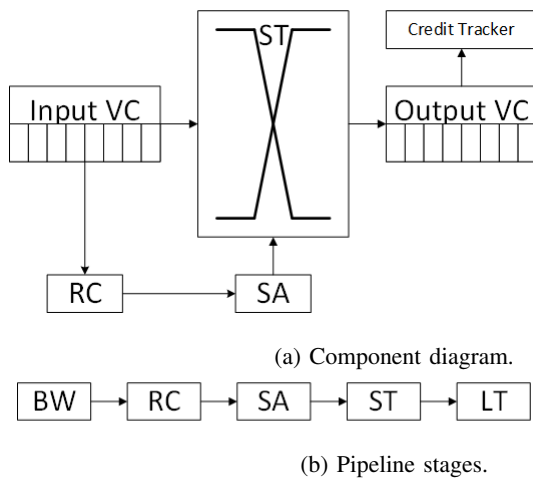 Credit Tracker
ST
Input VC
Output VC
RC
SA
(a) Component diagram.
BW RC SA ST LT
(b) Pipeline stages.